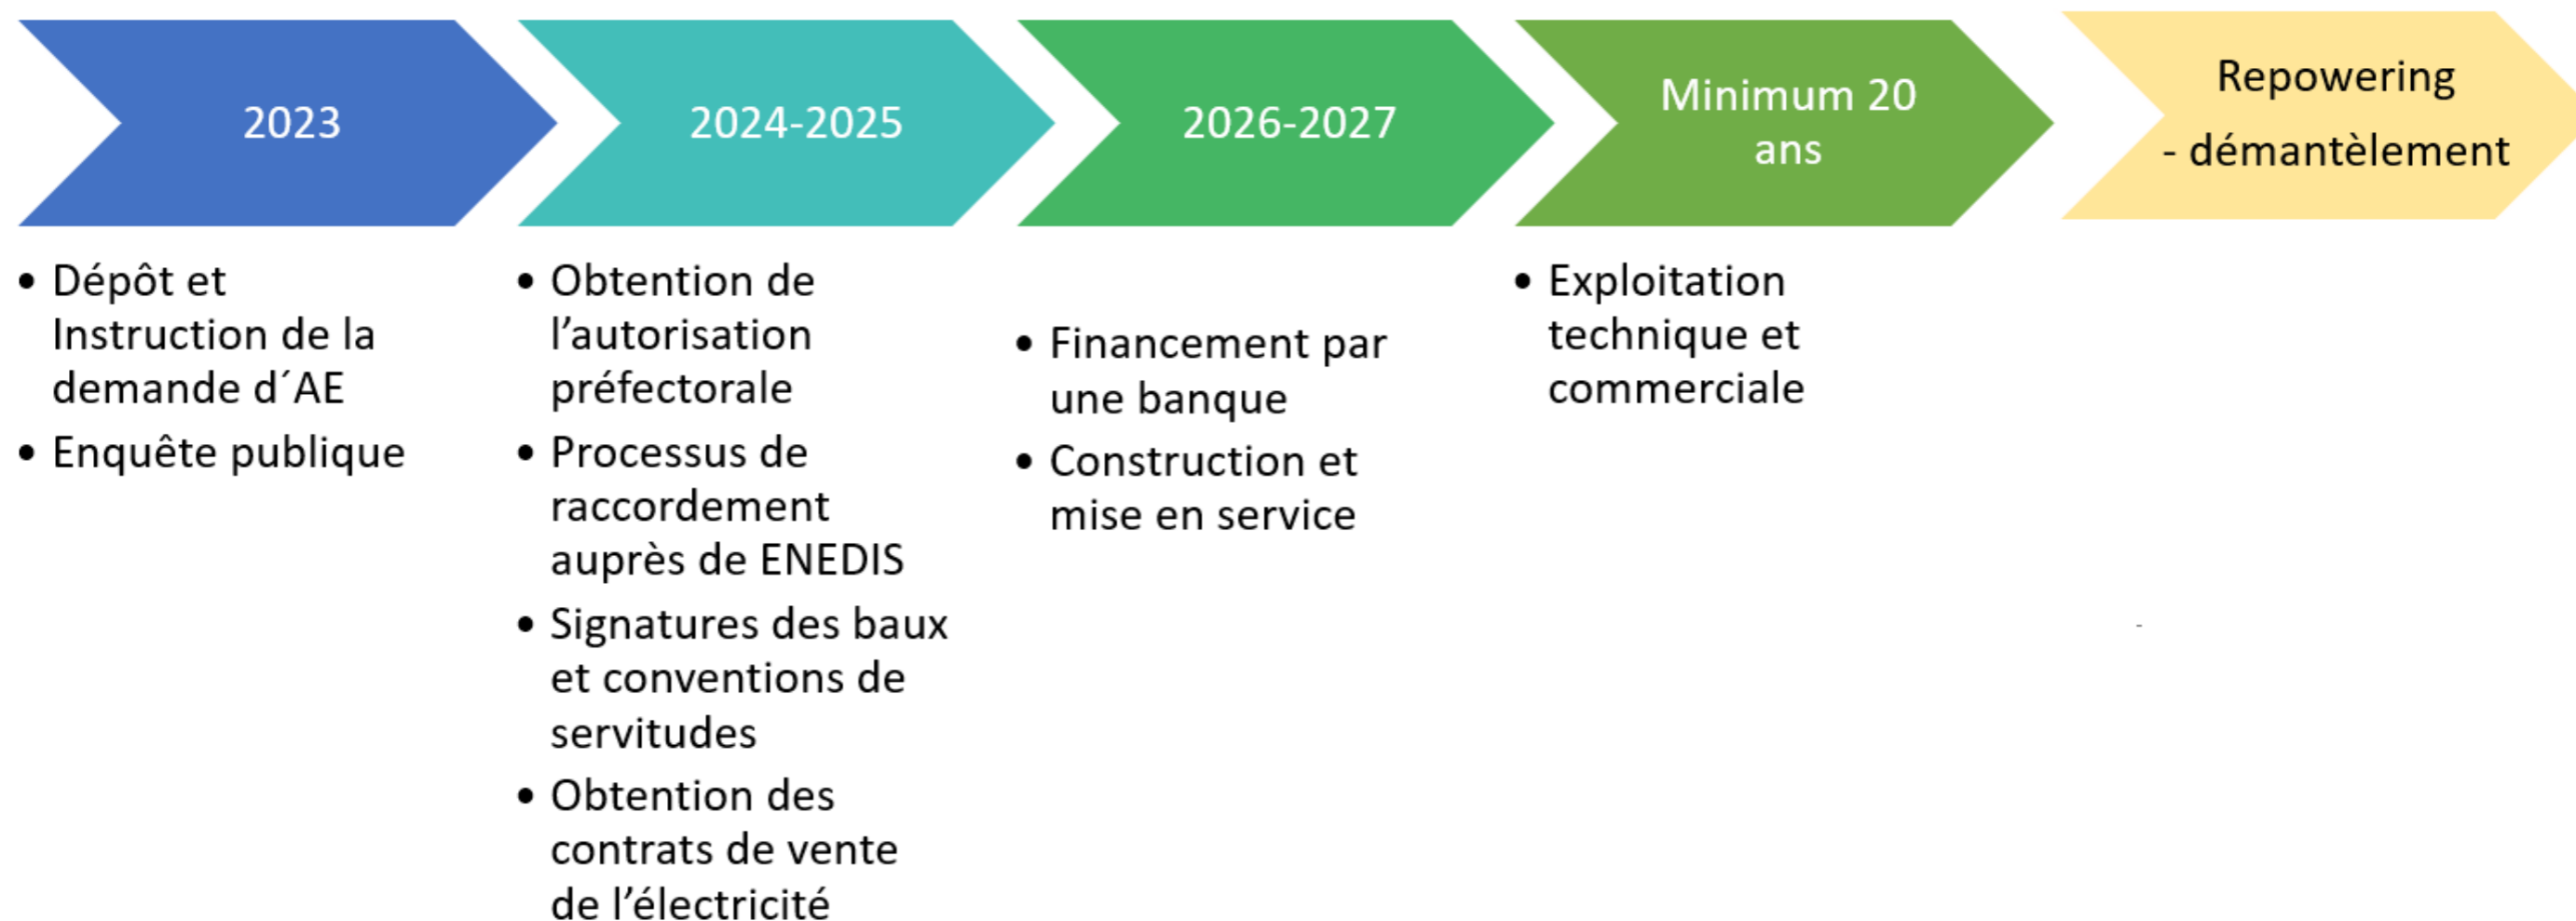 2023
• Dépôt et
Instruction de la
demande d´AE
• Enquête publique
2024-2025
• Obtention de
l’autorisation
préfectorale
• Processus de
raccordement
auprès de ENEDIS
• Signatures des baux
et conventions de
servitudes
• Obtention des
contrats de vente
de l’électricité
2026-2027
• Financement par
une banque
• Construction et
mise en service
Minimum 20
ans
• Exploitation
technique et
commerciale
Repowering
- démantèlement
-